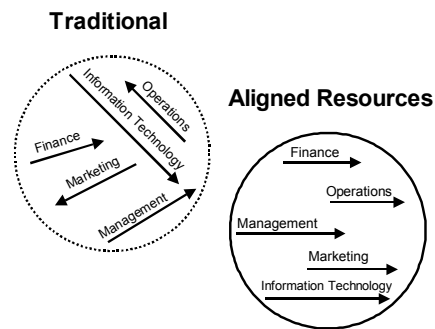 Traditional
Information Technology
Operations
Finance
Marketing
Management
Aligned Resources
Finance
Operations
Management
Marketing
Information Technology